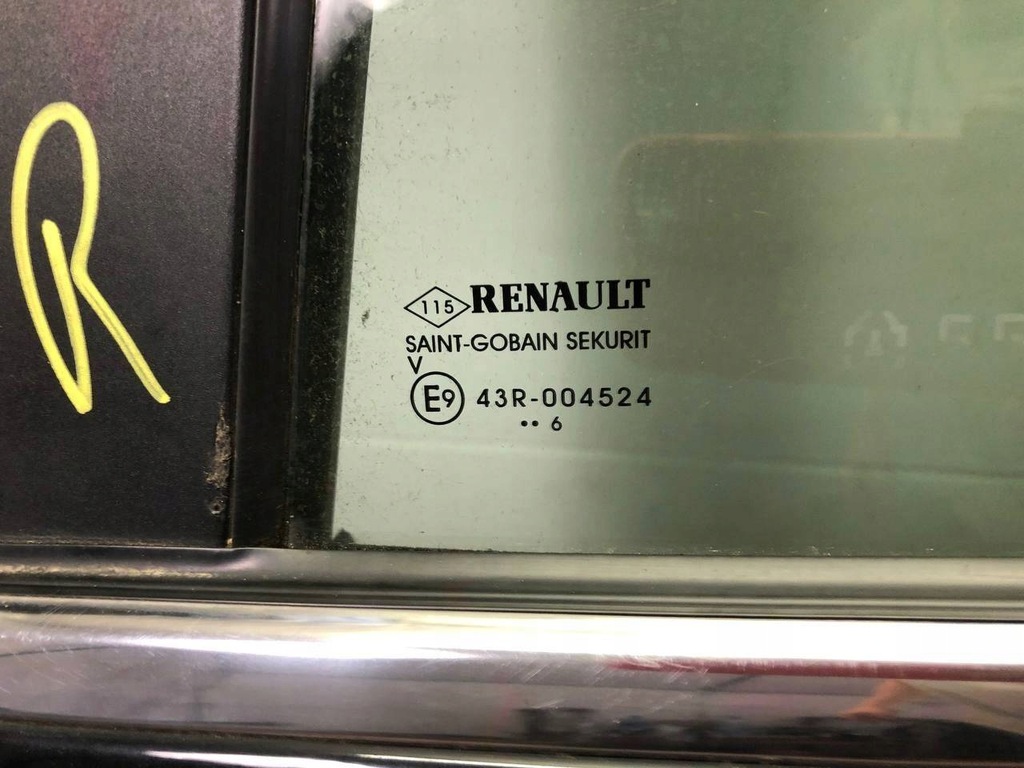 R
115 RENAULT
SAINT-GOBAIN SEKURIT
V
E9 43R-004524
•• 6